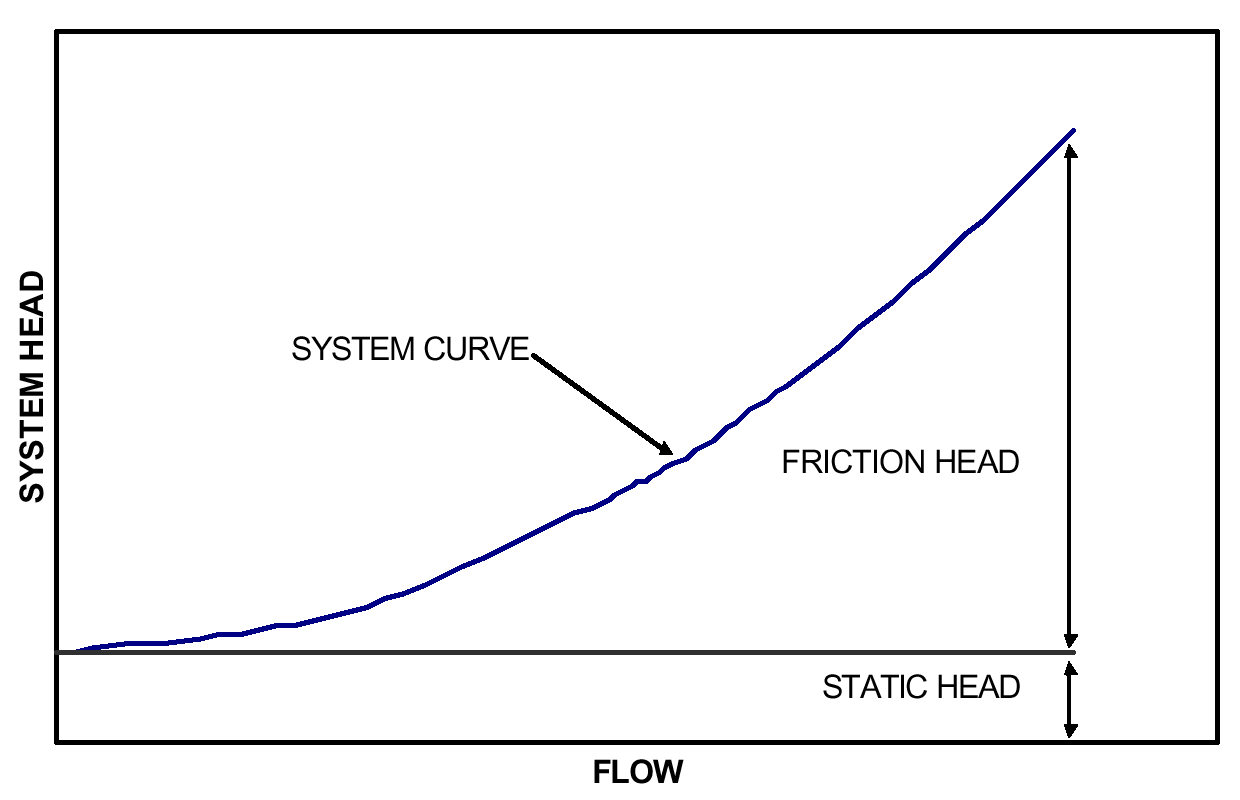 SYSTEM HEAD
SYSTEM CURVE
FRICTION HEAD
STATIC HEAD
FLOW